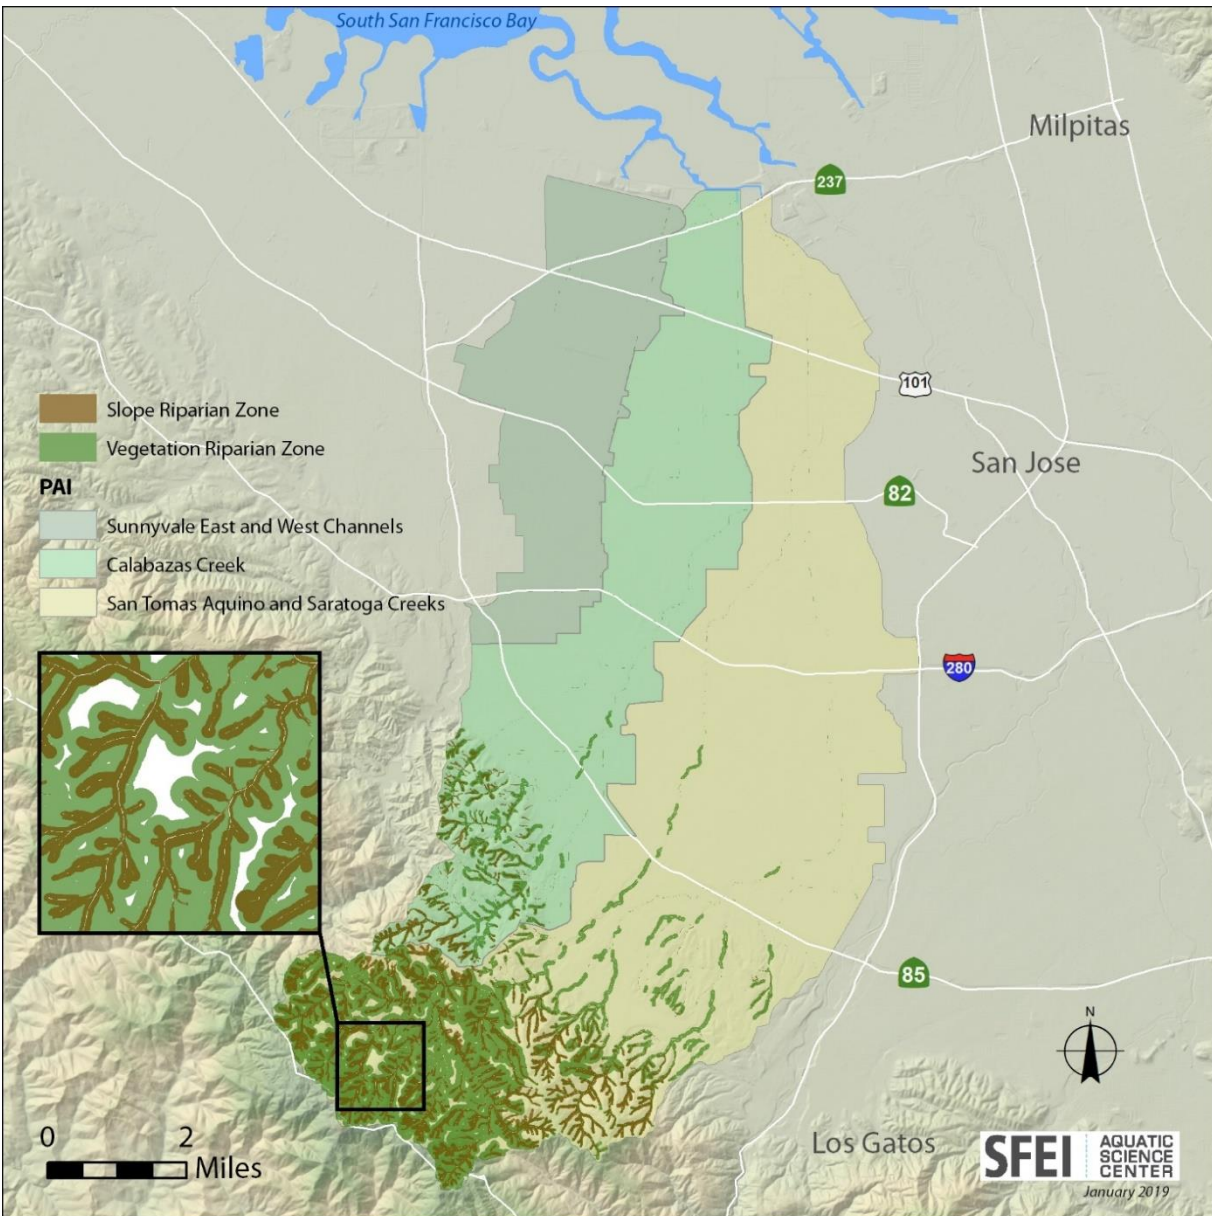 South San Francisco Bay
Milpitas
237
101
Slope Riparian Zone
Vegetation Riparian Zone
San Jose
PAI
82
Sunnyvale East and West Channels
Calabazas Creek
San Tomas Aquino and Saratoga Creeks
280
85
N
0 2
Miles
Los Gatos
SFEI
AQUATIC
SCIENCE
CENTER
January 2019